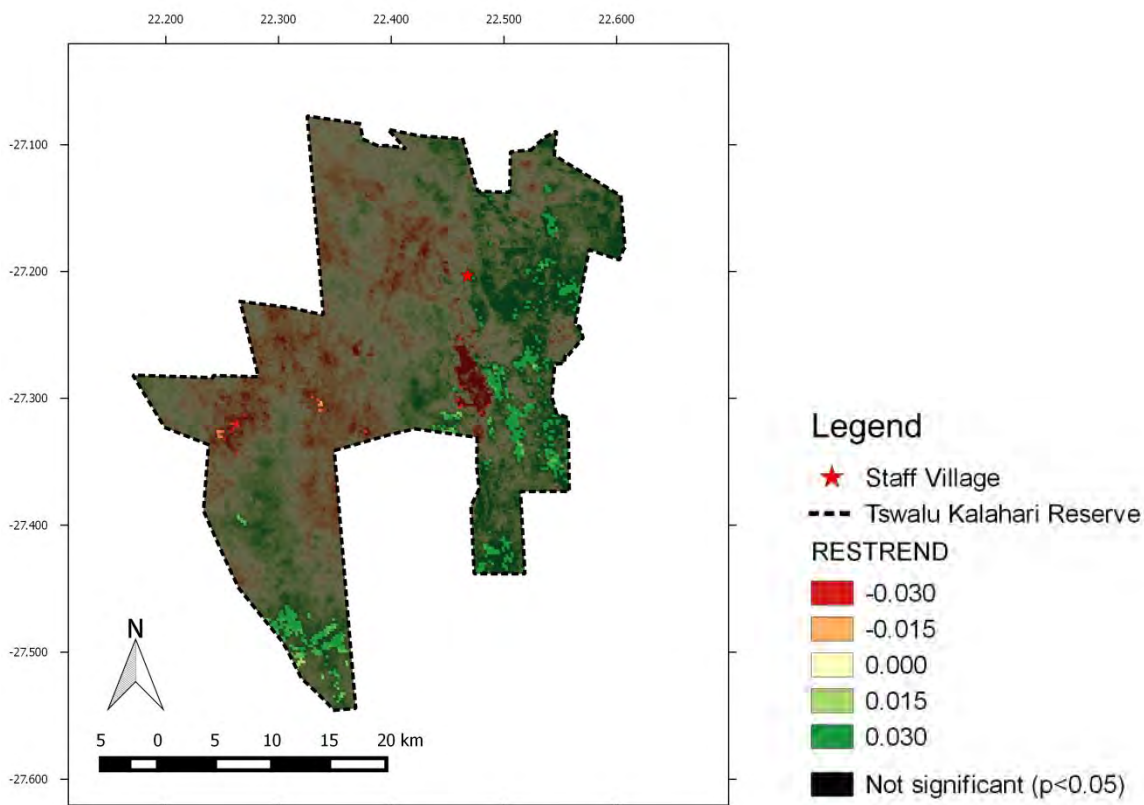 22.200 22.300 22.400 22.500 22.600
-27.100
-27.200
-27.300
-27.400
-27.500
-27.600
N
5 0 5 10 15 20 km
Legend
Staff Village
Tswalu Kalahari Reserve
RESTREND
-0.030
-0.015
0.000
0.015
0.030
Not significant (p<0.05)